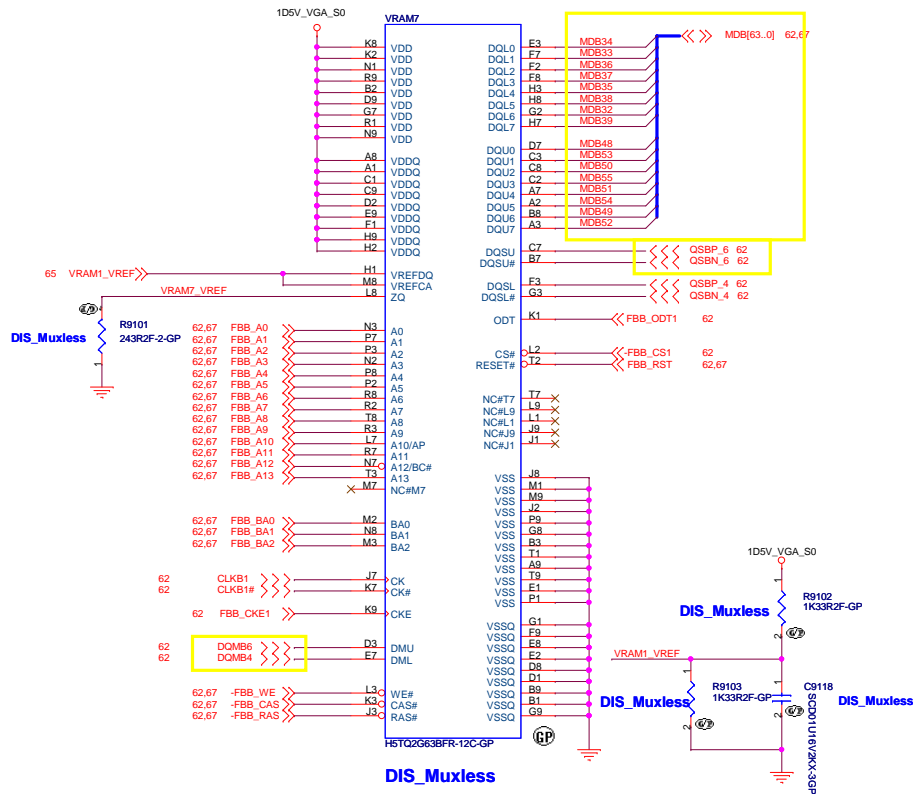 1D5V_VGA_S0
VRAM7
K8 VDD
K2 VDD
N1 VDD
R9 VDD
B2 VDD
D9 VDD
G7 VDD
R1 VDD
N9 VDD
A8 VDDQ
A1 VDDQ
C1 VDDQ
C9 VDDQ
D2 VDDQ
E9 VDDQ
F1 VDDQ
H9 VDDQ
H2 VDDQ
65 VRAM1_VREF H1 VREFDQ
M8 VREFCA
VRAM7_VREF L8 ZQ
DIS_Muxless
R9101
243R2F-2-GP
1
62,67 FBB_A0 N3 A0
62,67 FBB_A1 P7 A1
62,67 FBB_A2 P3 A2
62,67 FBB_A3 N2 A3
62,67 FBB_A4 P8 A4
62,67 FBB_A5 P2 A5
62,67 FBB_A6 R8 A6
62,67 FBB_A7 R2 A7
62,67 FBB_A8 T8 A8
62,67 FBB_A9 R3 A9
62,67 FBB_A10 L7 A10/AP
62,67 FBB_A11 R7 A11
62,67 FBB_A12 N7 A12/BC#
62,67 FBB_A13 T3 A13
M7 NC#M7
62,67 FBB_BA0 M2 BA0
62,67 FBB_BA1 N8 BA1
62,67 FBB_BA2 M3 BA2
62 CLKB1 J7 CK
62 CLKB1# K7 CK#
62 FBB_CKE1 K9 CKE
62 DQMB6 D3 DMU
62 DQMB4 E7 DML
62,67 -FBB_WE L3 WE#
62,67 -FBB_CAS K3 CAS#
62,67 -FBB_RAS J3 RAS#
DQL0 E3 MDB34
DQL1 F7 MDB33
DQL2 F2 MDB36
DQL3 F8 MDB37
DQL4 H3 MDB35
DQL5 H8 MDB38
DQL6 G2 MDB32
DQL7 H7 MDB39
MDB[63..0] 62,67
DQU0 D7 MDB48
DQU1 C3 MDB53
DQU2 C8 MDB50
DQU3 C2 MDB55
DQU4 A7 MDB51
DQU5 A2 MDB54
DQU6 B8 MDB49
DQU7 A3 MDB52
DQSU C7 QSBP_6 62
DQSU# B7 QSBN_6 62
DQSL F3 QSBP_4 62
DQSL# G3 QSBN_4 62
ODT K1 FBB_ODT1 62
CS# L2 -FBB_CS1 62
RESET# T2 FBB_RST 62,67
NC#T7 T7
NC#L9 L9
NC#L1 L1
NC#J9 J9
NC#J1 J1
VSS J8
VSS M1
VSS M9
VSS J2
VSS P9
VSS G8
VSS B3
VSS T1
VSS A9
VSS T9
VSS E1
VSS P1
VSSQ G1
VSSQ F9
VSSQ E8
VSSQ E2
VSSQ D8
VSSQ D1
VSSQ B9
VSSQ B1
VSSQ G9
H5TQ2G63BFR-12C-GP
GP
DIS_Muxless
1D5V_VGA_S0
1
R9102
1K33R2F-GP
DIS_Muxless
2
VRAM1_VREF
1
R9103
1K33R2F-GP
DIS_Muxless
2
1
C9118
SCD01U16V2KX-3GP
DIS_Muxless
2